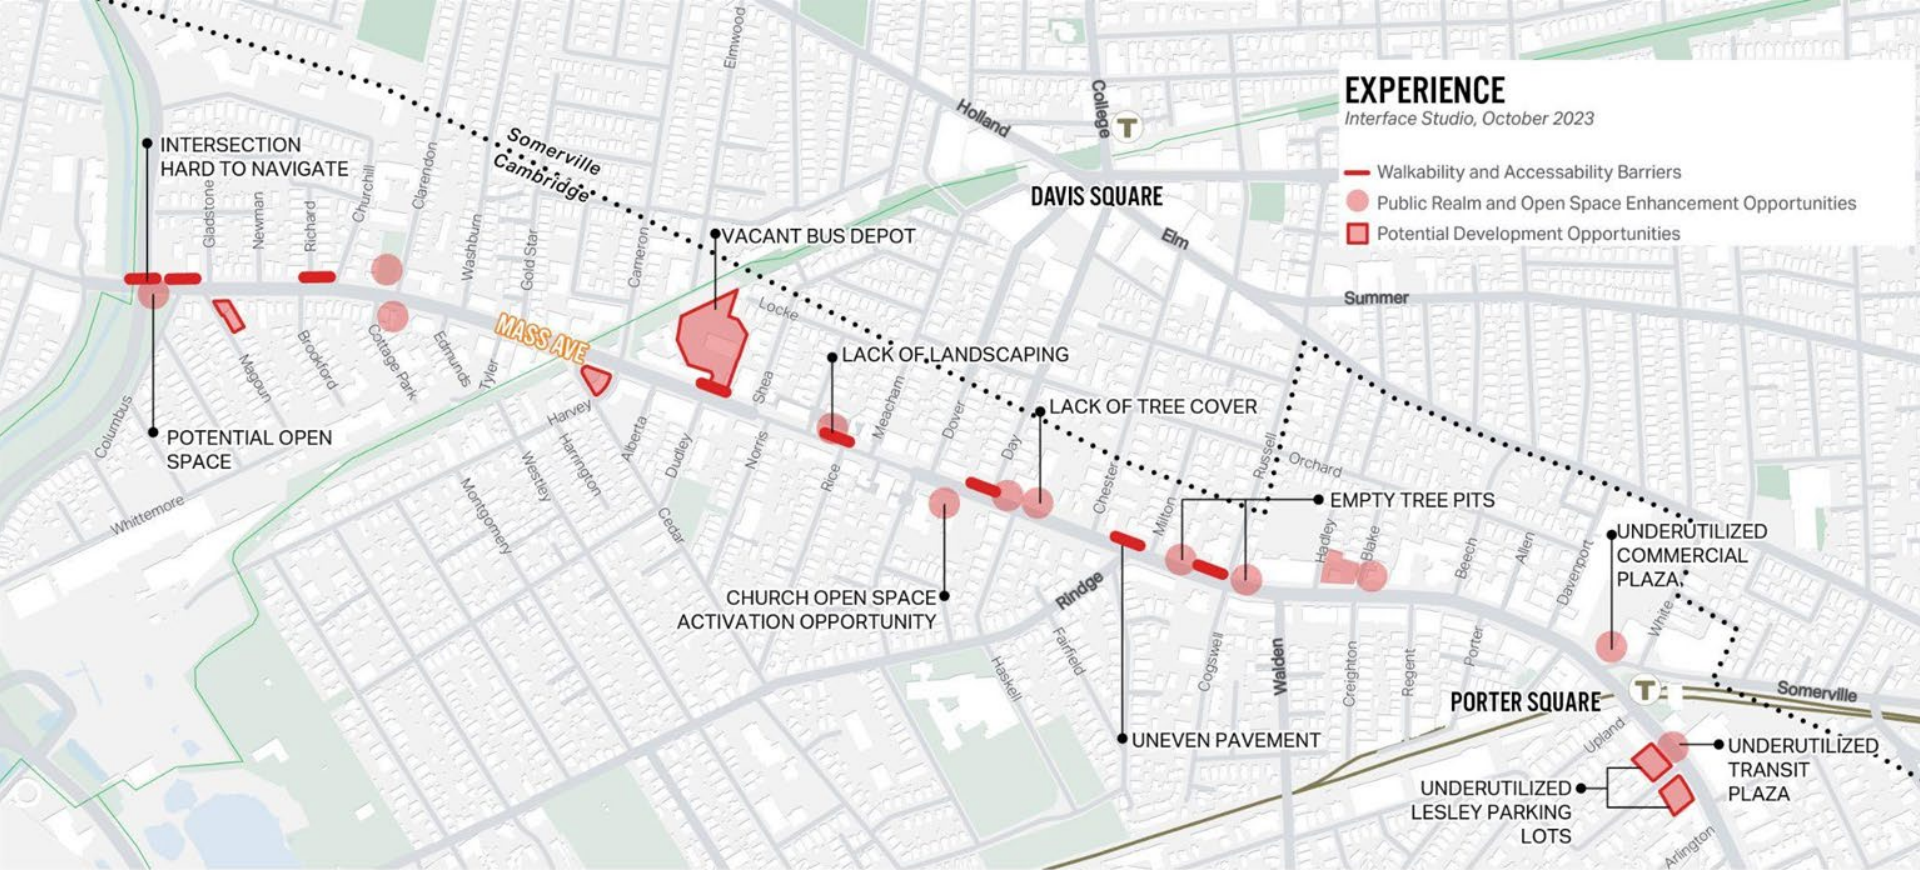 EXPERIENCE
Interface Studio, October 2023
Walkability and Accessability Barriers
Public Realm and Open Space Enhancement Opportunities
Potential Development Opportunities
Elmwood
Holland
College
T
Somerville
Cambridge
DAVIS SQUARE
Elm
Summer
INTERSECTION
HARD TO NAVIGATE
Gladstone
Newman
Richard
Churchill
Clarendon
Washburn
Gold Star
Cameron
VACANT BUS DEPOT
Locke
MASS AVE
LACK OF LANDSCAPING
Columbus
POTENTIAL OPEN
SPACE
Whittemore
Magoun
Brookford
Cottage Park
Edmunds
Tyler
Harvey
Montgomery
Westley
Harrington
Alberta
Dudley
Cedar
Norris
Shea
Rice
Meacham
Dover
Day
LACK OF TREE COVER
Chester
Milton
Russell
Orchard
EMPTY TREE PITS
Hadley
Blake
Beech
Allen
Davenport
UNDERUTILIZED
COMMERCIAL
PLAZA
White
CHURCH OPEN SPACE
ACTIVATION OPPORTUNITY
Rindge
Fairfield
Haskell
Cogswell
Walden
Creighton
Regent
Porter
UNEVEN PAVEMENT
PORTER SQUARE
T
Somerville
Upland
UNDERUTILIZED
TRANSIT
PLAZA
UNDERUTILIZED
LESLEY PARKING
LOTS
Arlington